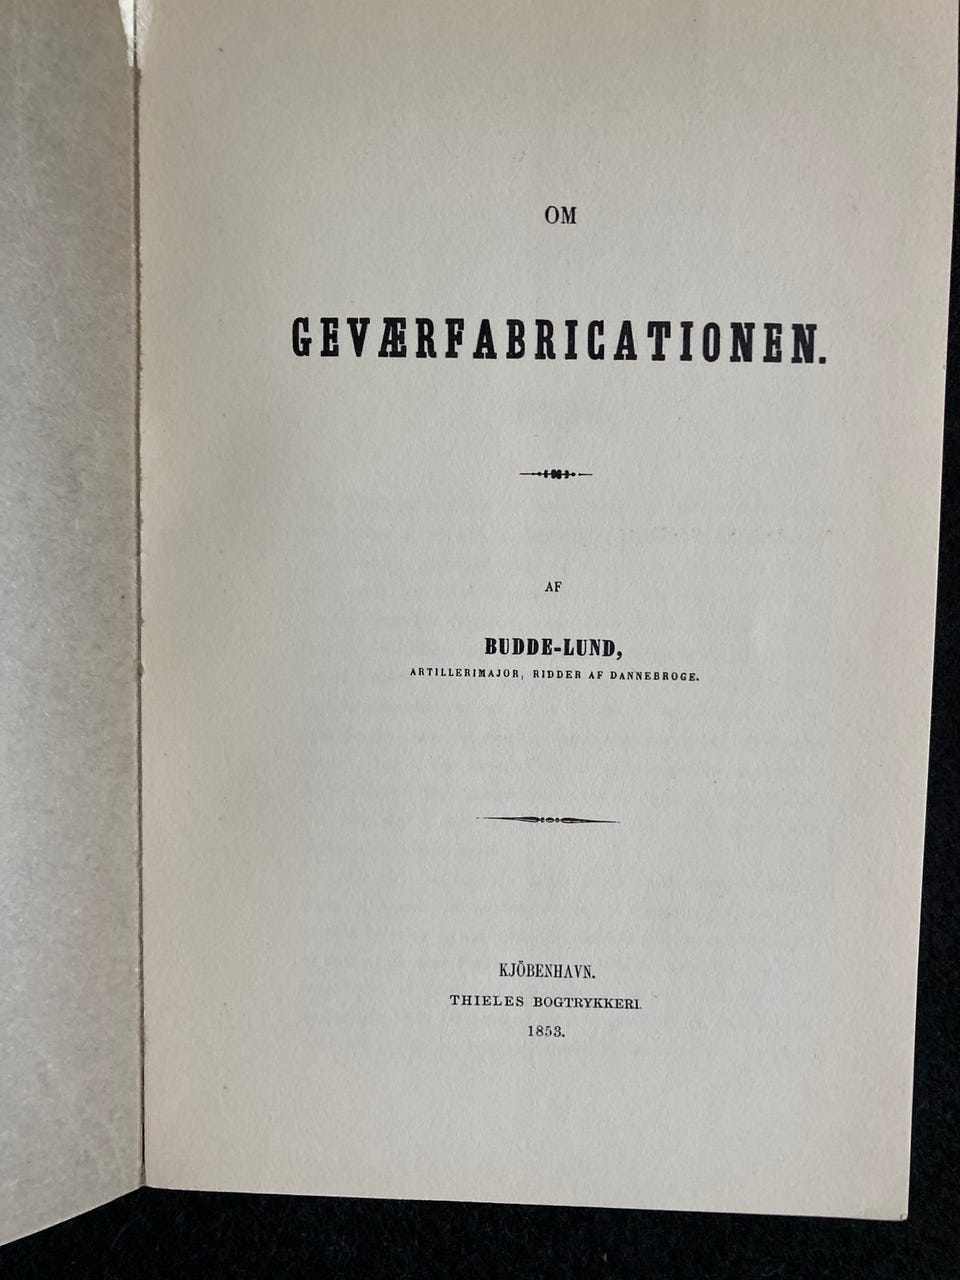 OM
GEVÆRFABRICATIONEN.
AF
BUDDE-LUND,
ARTILLERIMAJOR, RIDDER AF DANNEBROGE.
KJÖBENHAVN.
THIELES BOGTRYKKERI.
1853.